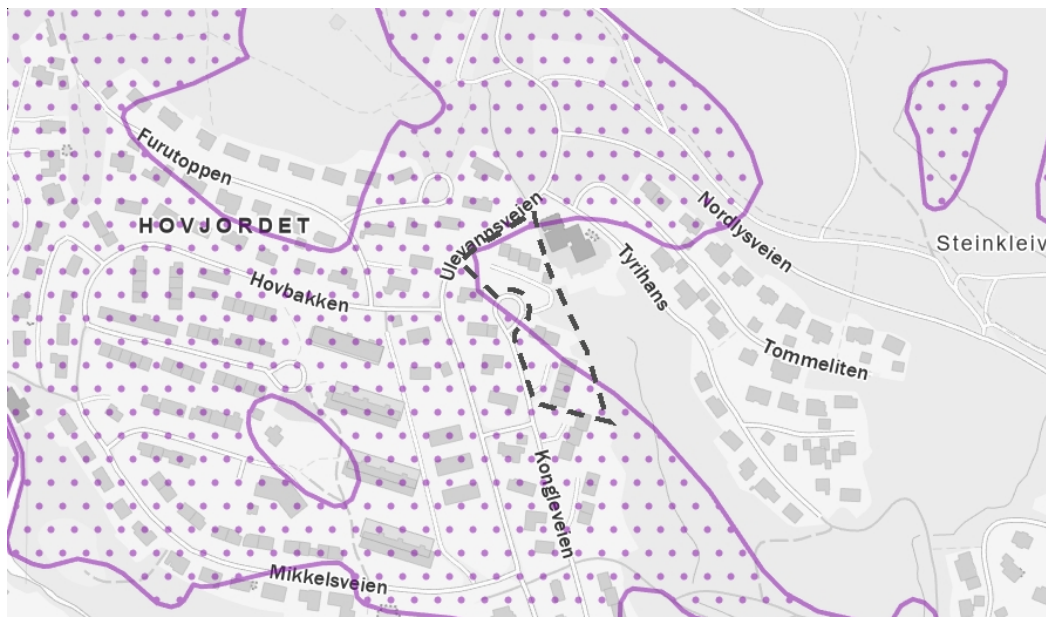 Furutoppen
HOVJORDET
Ulevannsveien
Nordlysveien
Steinkleiv
Tyrihans
Hovbakken
Tommeliten
Kongleveien
Mikkelsveien